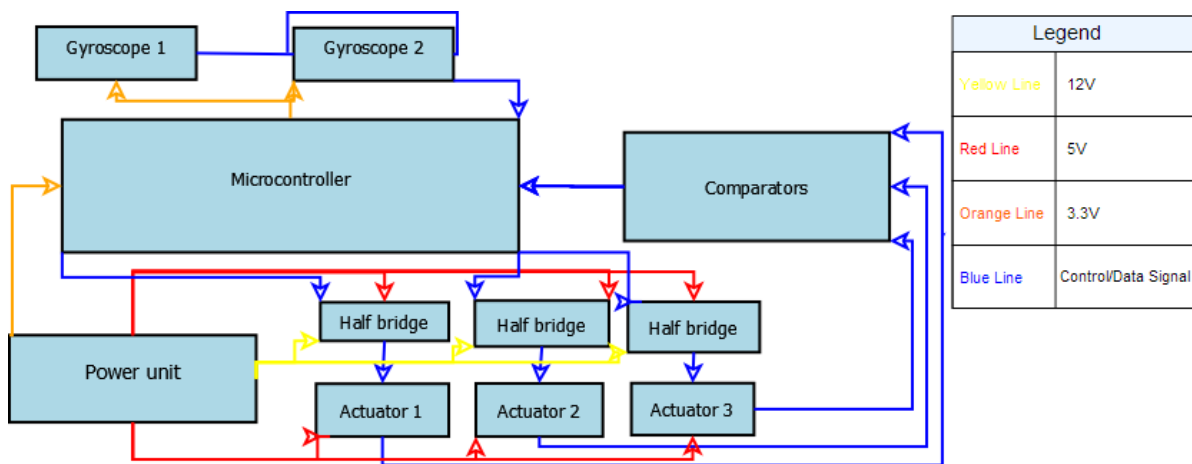 Gyroscope 1
Gyroscope 2
Microcontroller
Comparators
Half bridge
Half bridge
Half bridge
Power unit
Actuator 1
Actuator 2
Actuator 3
Legend
Yellow Line 12V
Red Line 5V
Orange Line 3.3V
Blue Line Control/Data Signal